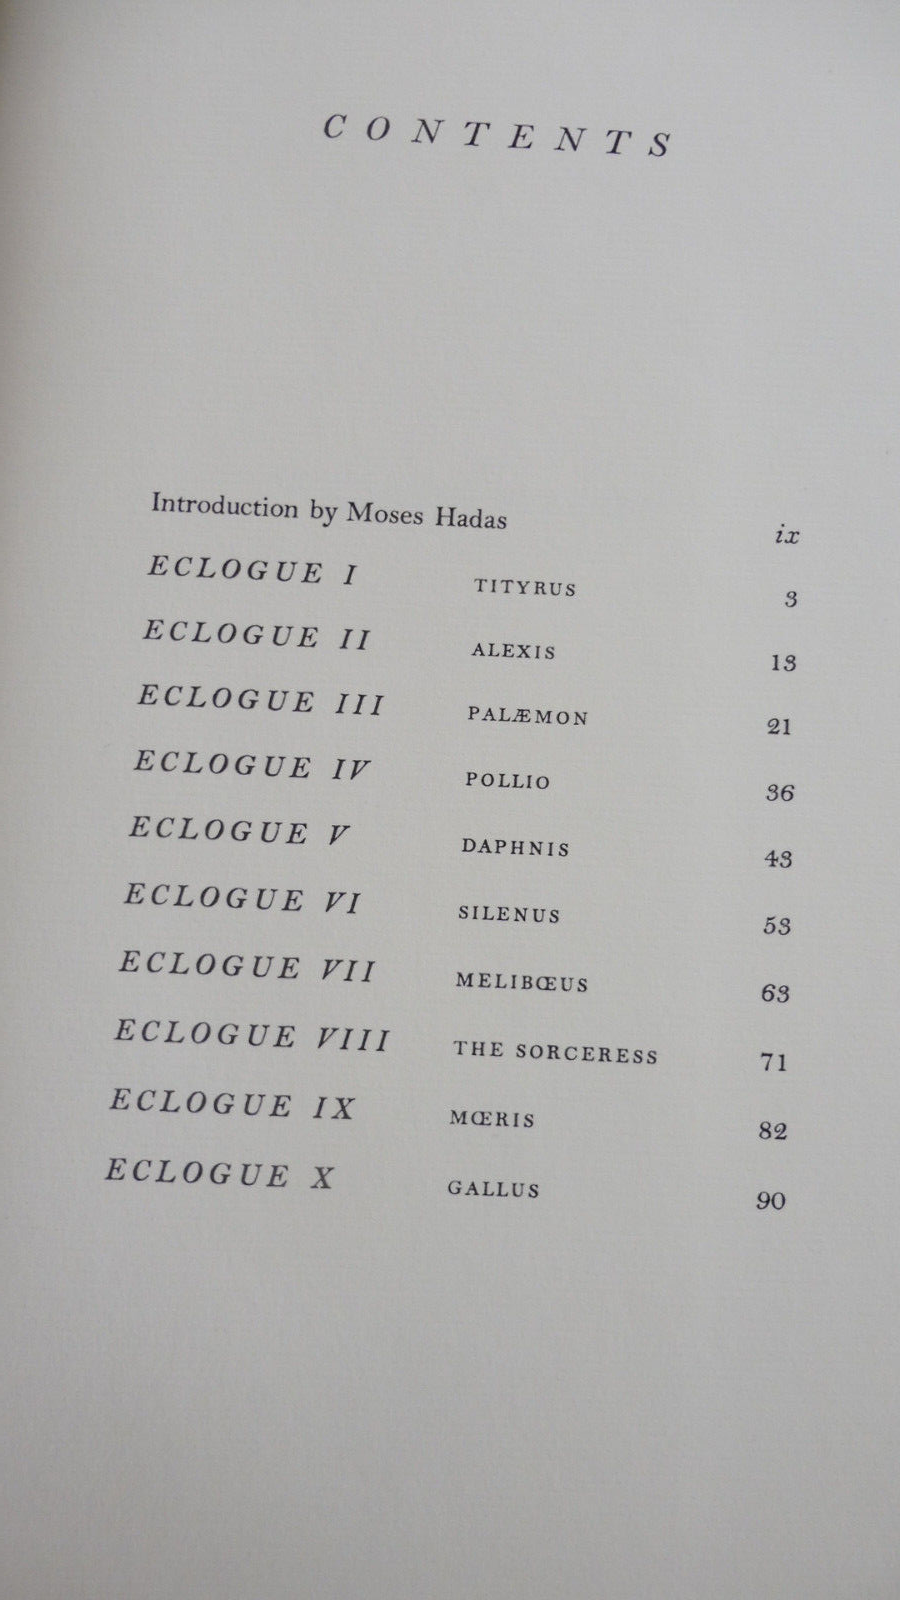 CONTENTS
Introduction by Moses Hadas ix
ECLOGUE I TITYRUS 3
ECLOGUE II ALEXIS 13
ECLOGUE III PALÆMON 21
ECLOGUE IV POLLIO 36
ECLOGUE V DAPHNIS 43
ECLOGUE VI SILENUS 53
ECLOGUE VII MELIBŒUS 63
ECLOGUE VIII THE SORCERESS 71
ECLOGUE IX MŒRIS 82
ECLOGUE X GALLUS 90